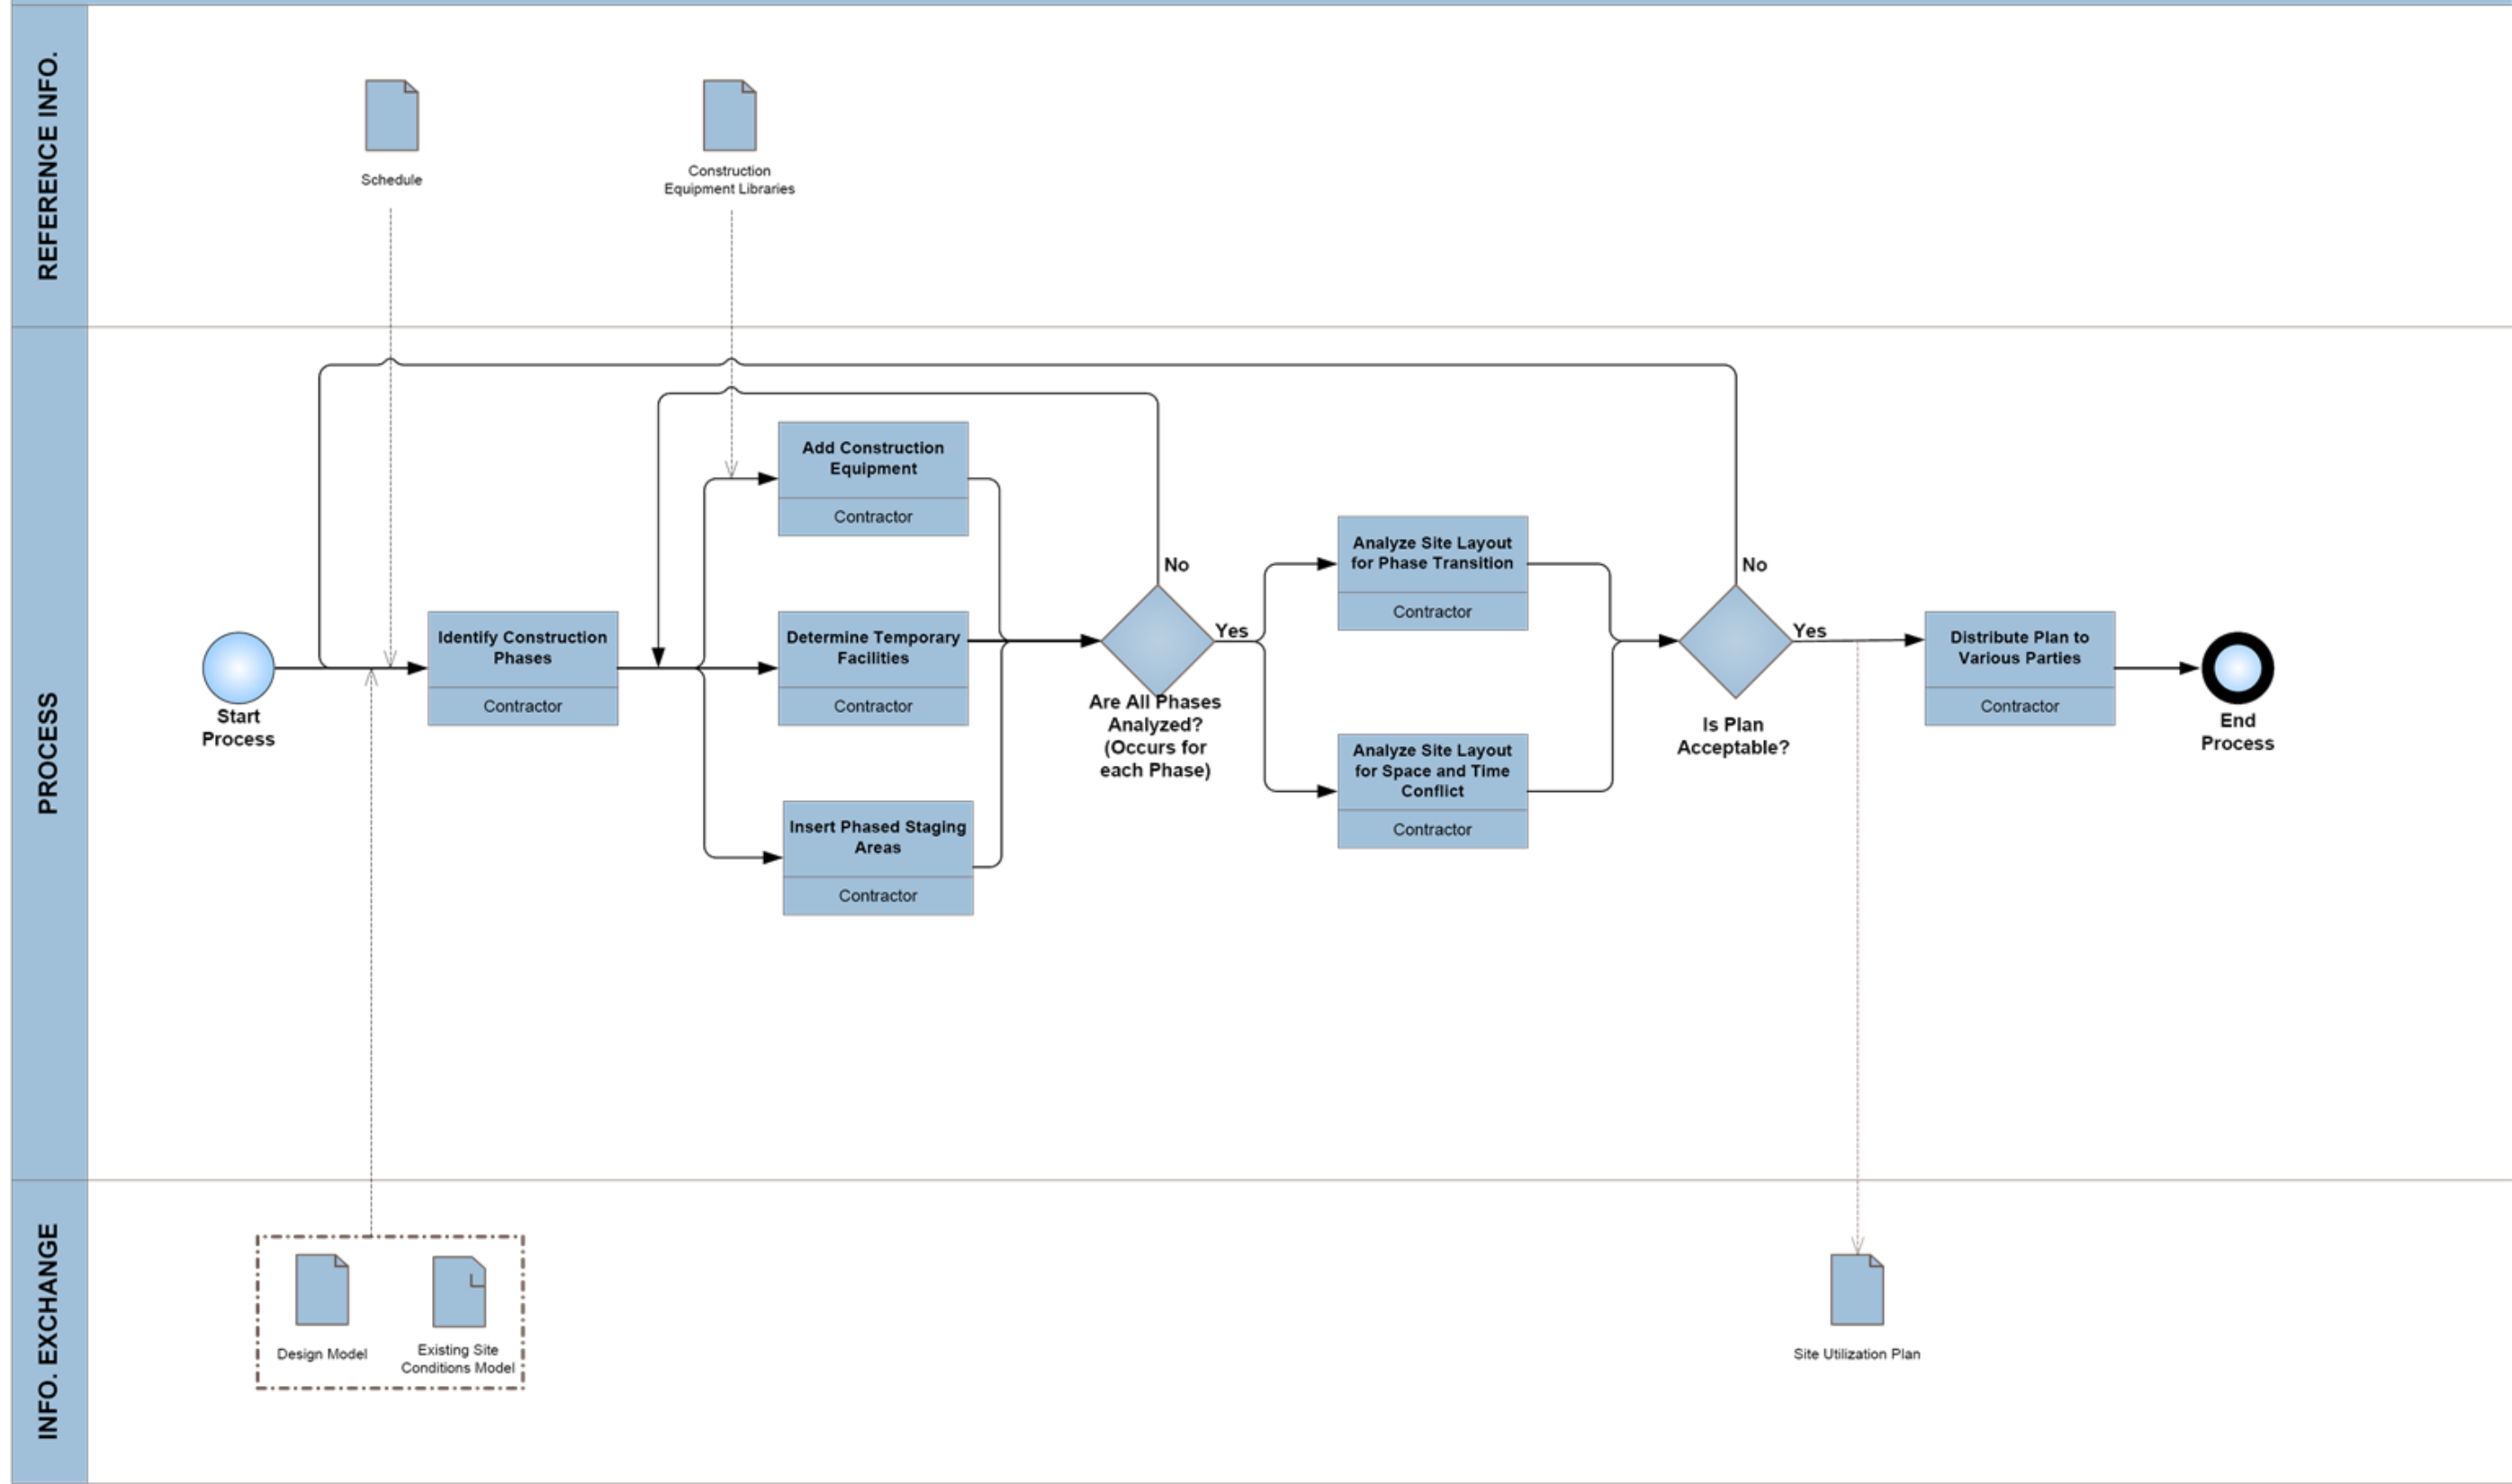 REFERENCE INFO.
Schedule
Construction
Equipment Libraries
PROCESS
Start
Process
Identify Construction
Phases
Contractor
Add Construction
Equipment
Contractor
Determine Temporary
Facilities
Contractor
Insert Phased Staging
Areas
Contractor
No
Yes
Are All Phases
Analyzed?
(Occurs for
each Phase)
Analyze Site Layout
for Phase Transition
Contractor
Analyze Site Layout
for Space and Time
Conflict
Contractor
No
Yes
Is Plan
Acceptable?
Distribute Plan to
Various Parties
Contractor
End
Process
INFO. EXCHANGE
Design Model
Existing Site
Conditions Model
Site Utilization Plan